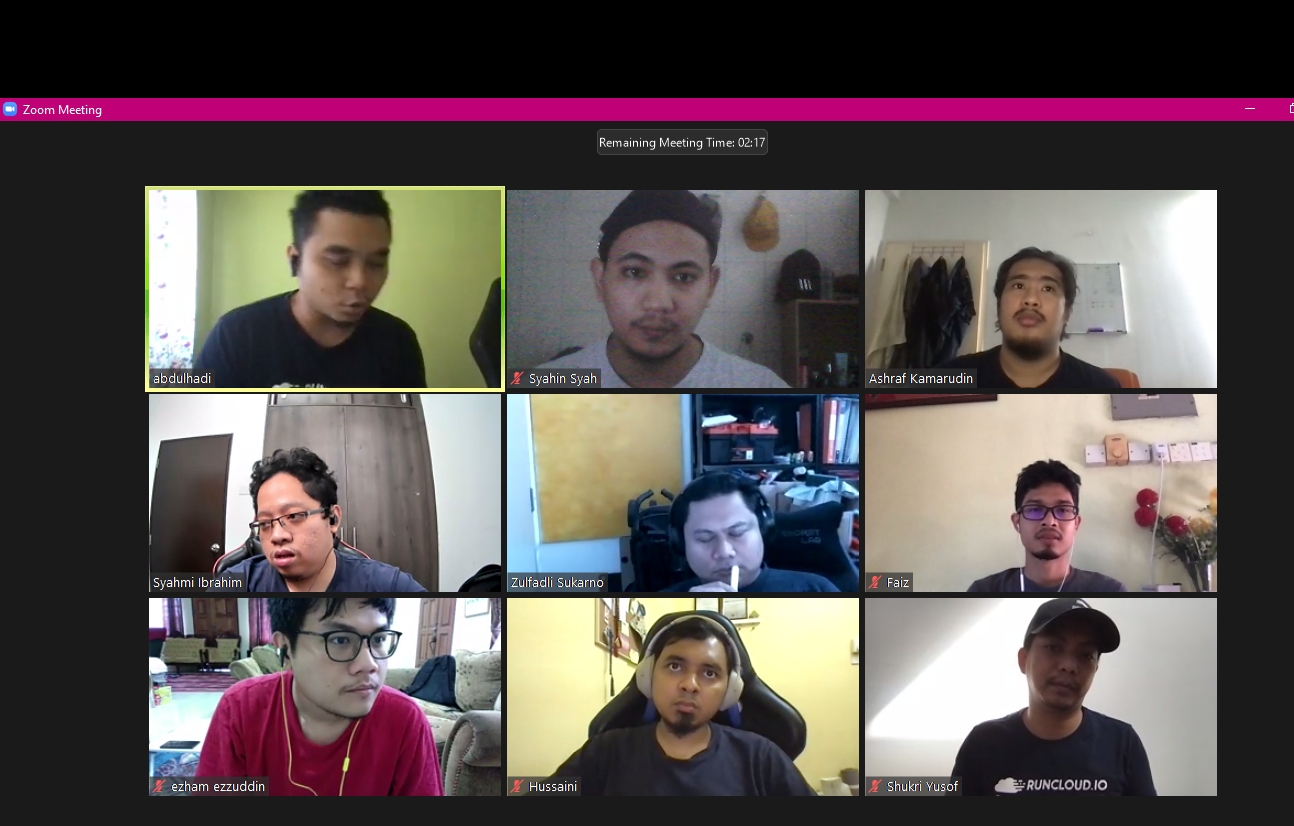 Zoom Meeting
Remaining Meeting Time: 02:17
abdulhadi
Syahin Syah
Ashraf Kamarudin
Syahmi Ibrahim
Zulfadli Sukarno
Faiz
ezham ezzuddin
Hussaini
RUNCLOUD.IO
Shukri Yusof